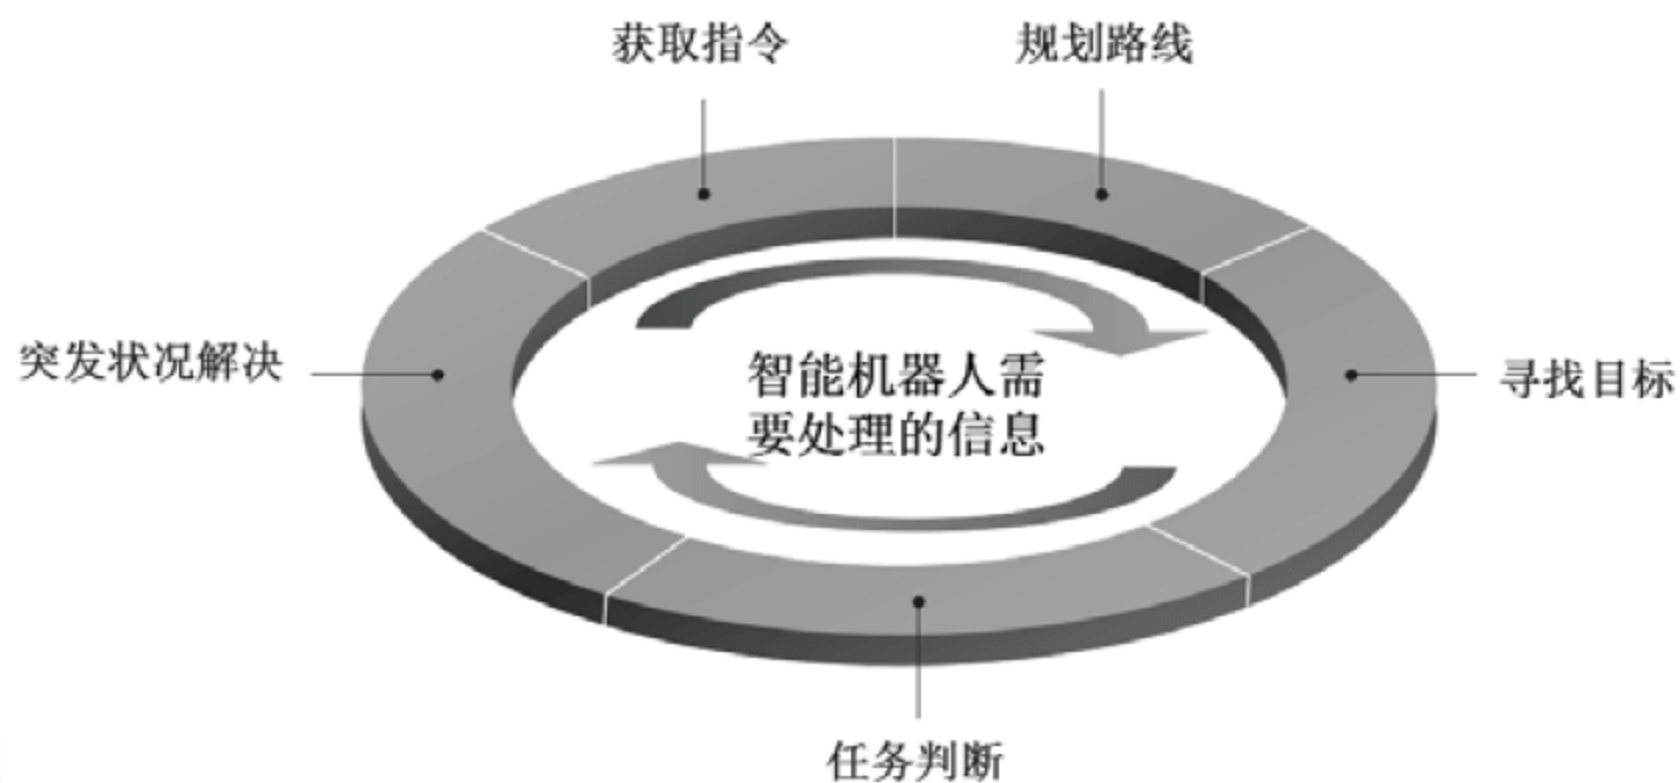 获取指令
规划路线
突发状况解决
智能机器人需
要处理的信息
寻找目标
任务判断